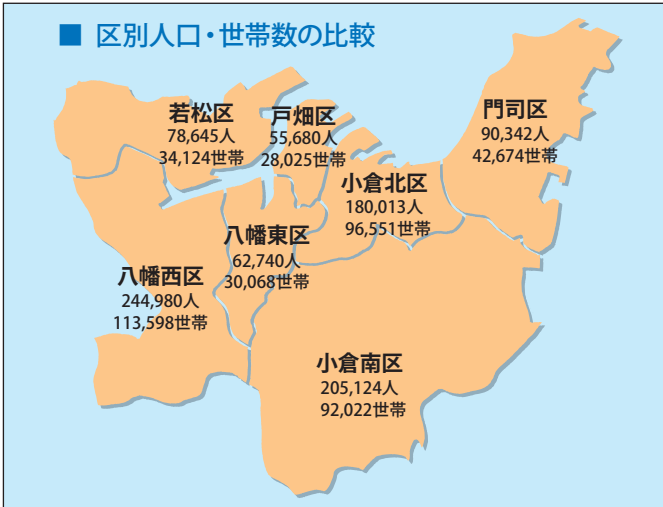 ■ 区別人口・世帯数の比較
若松区
78,645人
34,124世帯
戸畑区
55,680人
28,025世帯
門司区
90,342人
42,674世帯
小倉北区
180,013人
96,551世帯
八幡東区
62,740人
30,068世帯
八幡西区
244,980人
113,598世帯
小倉南区
205,124人
92,022世帯